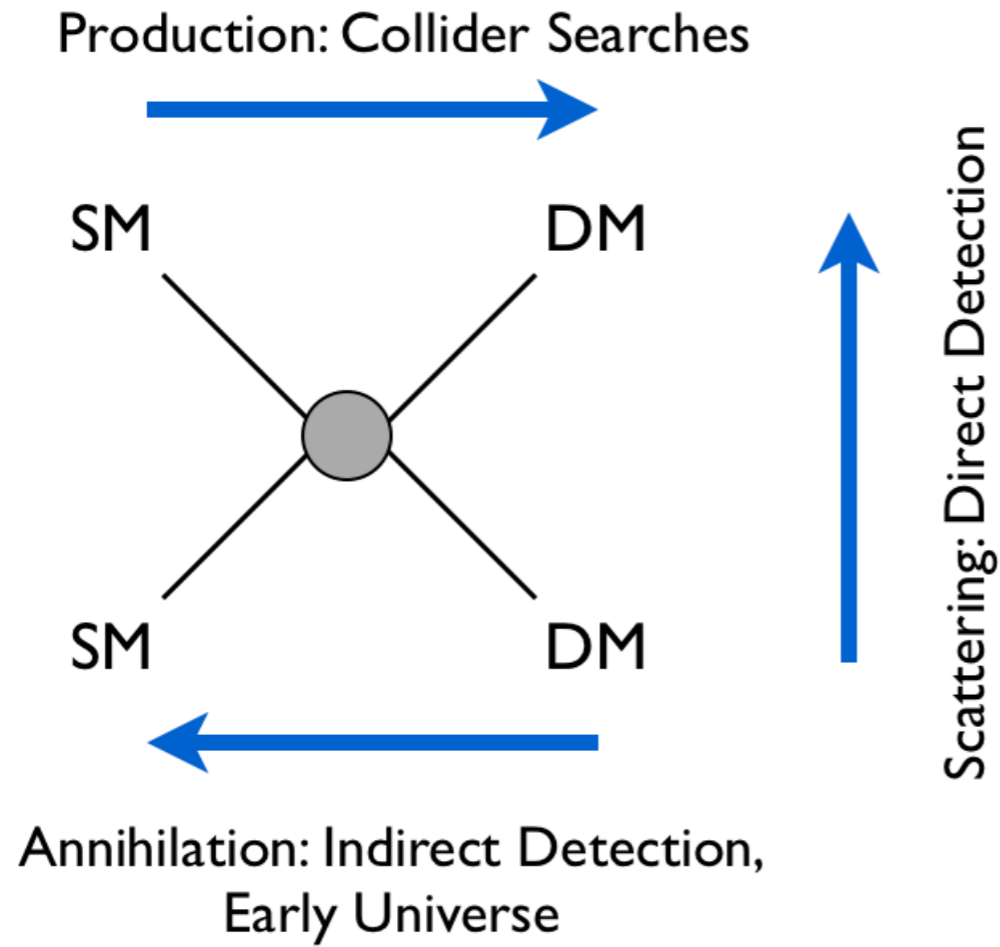 Production: Collider Searches
SM
DM
Scattering: Direct Detection
SM
DM
Annihilation: Indirect Detection,
Early Universe